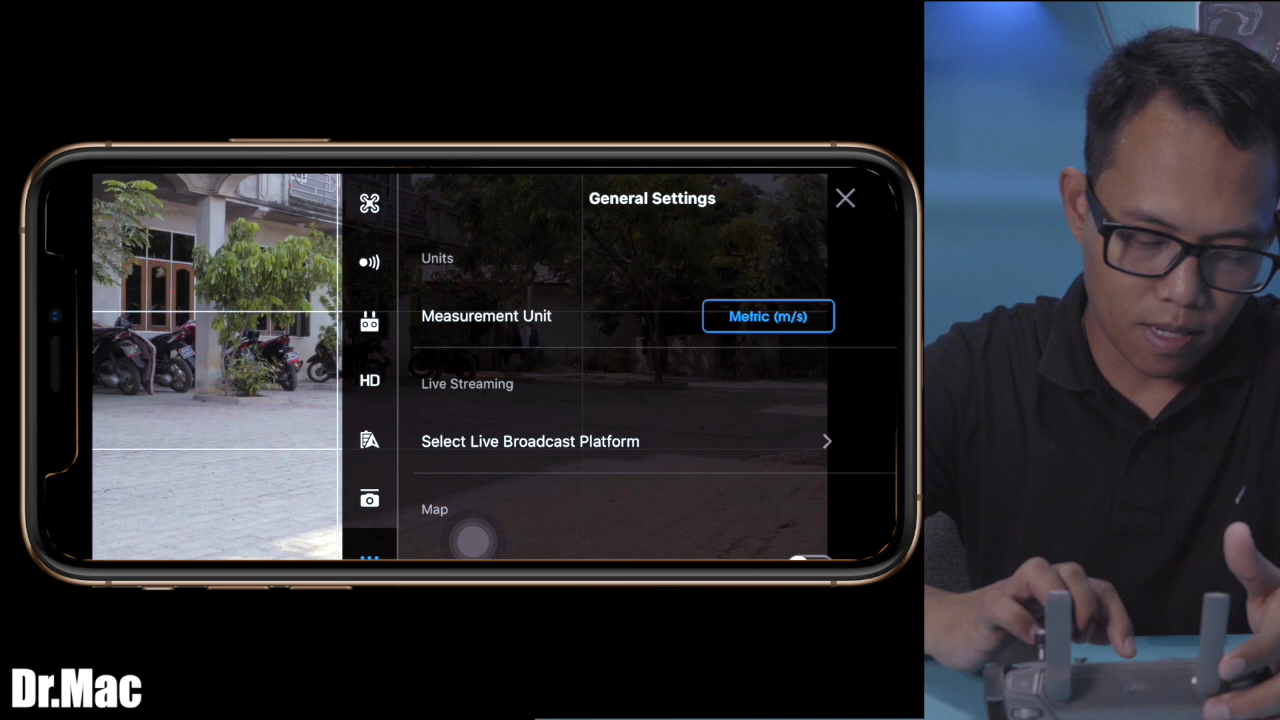 General Settings
Units
Measurement Unit
Metric (m/s)
Live Streaming
HD
Select Live Broadcast Platform
Map
Dr.Mac